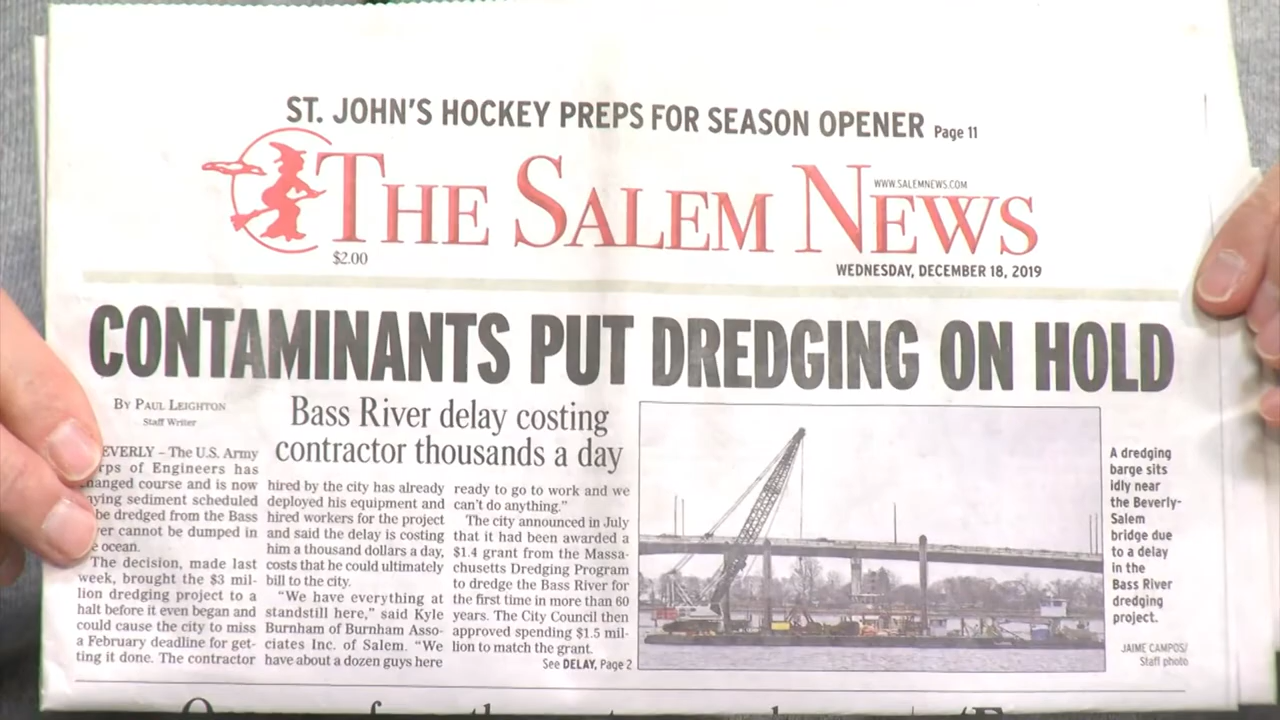 ST. JOHN'S HOCKEY PREPS FOR SEASON OPENER Page 11
THE SALEM NEWS
WWW.SALEMNEWS.COM
$2.00
WEDNESDAY, DECEMBER 18, 2019
CONTAMINANTS PUT DREDGING ON HOLD
BY PAUL LEIGHTON
Staff Writer
Bass River delay costing
contractor thousands a day
EVERLY – The U.S. Army
rps of Engineers has
hanged course and is now
aying sediment scheduled
be dredged from the Bass
er cannot be dumped in
e ocean.
The decision, made last
week, brought the $3 mil-
lion dredging project to a
halt before it even began and
could cause the city to miss
a February deadline for get-
ting it done. The contractor
hired by the city has already
deployed his equipment and
hired workers for the project
and said the delay is costing
him a thousand dollars a day,
costs that he could ultimately
bill to the city.
"We have everything at
standstill here," said Kyle
Burnham of Burnham Asso-
ciates Inc. of Salem. "We
have about a dozen guys here
ready to go to work and we
can't do anything."
The city announced in July
that it had been awarded a
$1.4 grant from the Massa-
chusetts Dredging Program
to dredge the Bass River for
the first time in more than 60
years. The City Council then
approved spending $1.5 mil-
lion to match the grant.
See DELAY, Page 2
A dredging
barge sits
idly near
the Beverly-
Salem
bridge due
to a delay
in the
Bass River
dredging
project.
JAIME CAMPOS/
Staff photo